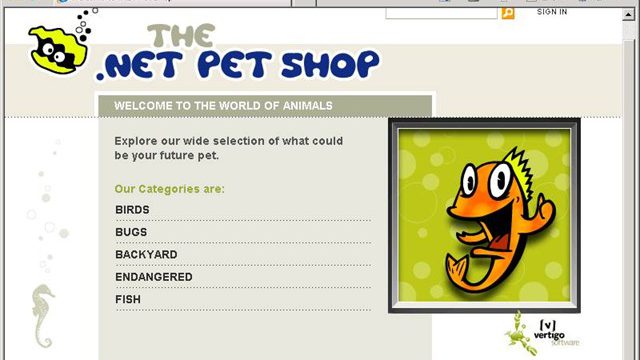 SIGN IN
THE
.NET PET SHOP
WELCOME TO THE WORLD OF ANIMALS
Explore our wide selection of what could
be your future pet.
Our Categories are:
BIRDS
BUGS
BACKYARD
ENDANGERED
FISH
[v]
vertigo
software